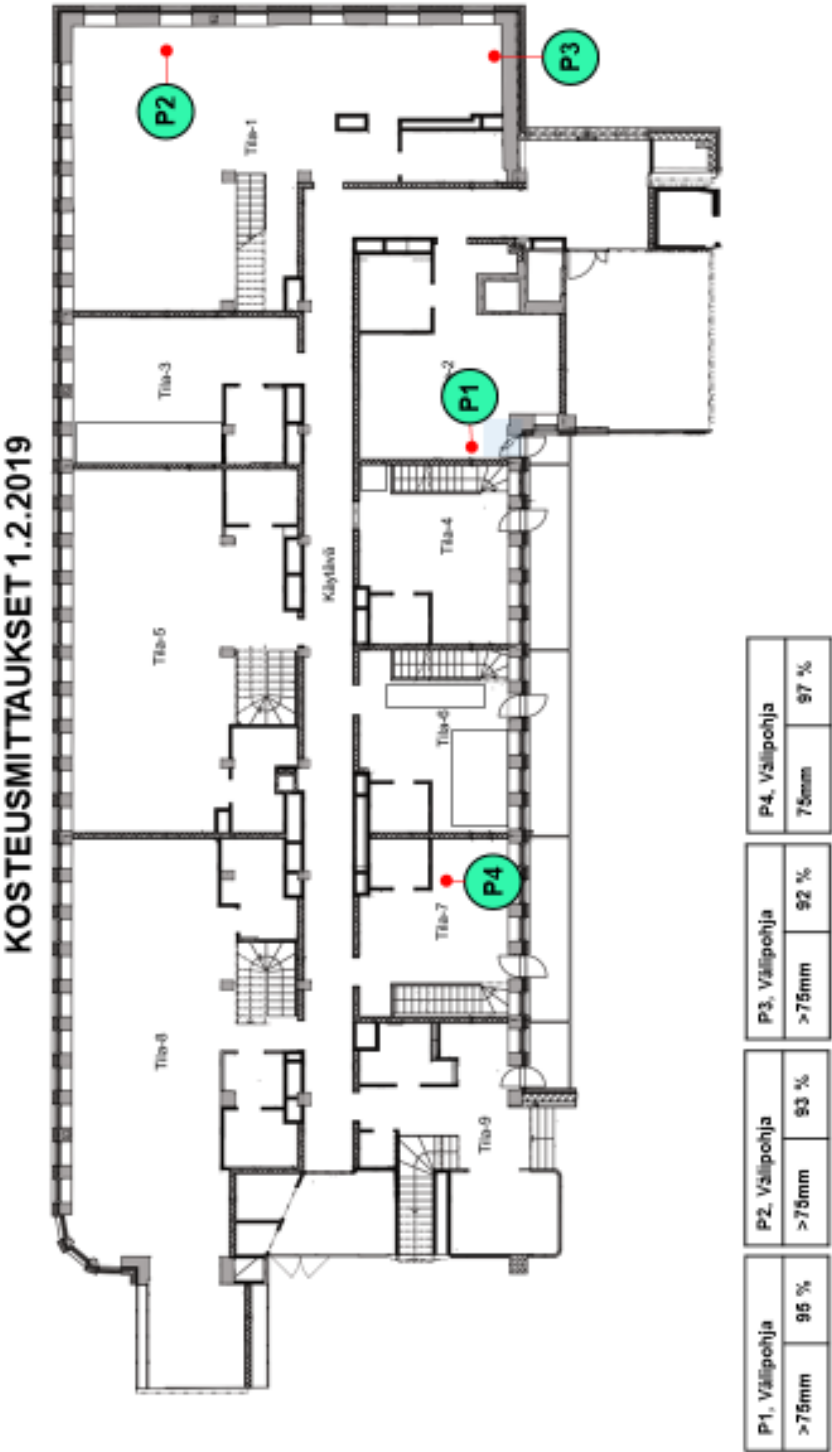 KOSTEUSMITTAUKSET 1.2.2019
P2
P3
Tila-1
Tila-3
-2
P1
Tila-5
Käytävä
Tila-4
Tila-6
Tila-8
Tila-7
P4
Tila-9
P1, Välipohja
>75mm 95 %
P2, Välipohja
>75mm 93 %
P3, Välipohja
>75mm 92 %
P4, Välipohja
75mm 97 %